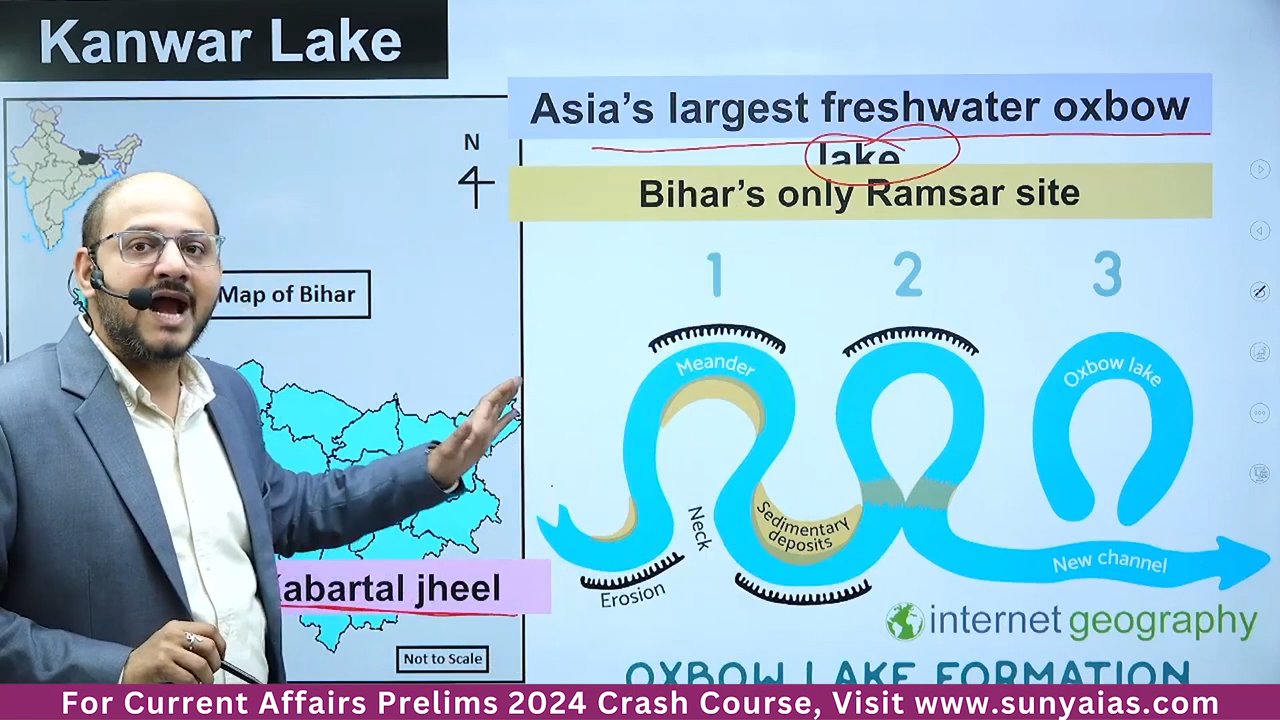 Kanwar Lake
Asia's largest freshwater oxbow
lake
Bihar's only Ramsar site
N
Map of Bihar
1
2
3
Meander
Oxbow lake
Neck
Sedimentary
deposits
Erosion
New channel
abartal jheel
internet geography
Not to Scale
OXBOW LAKE FORMATION
For Current Affairs Prelims 2024 Crash Course, Visit www.sunyaias.com